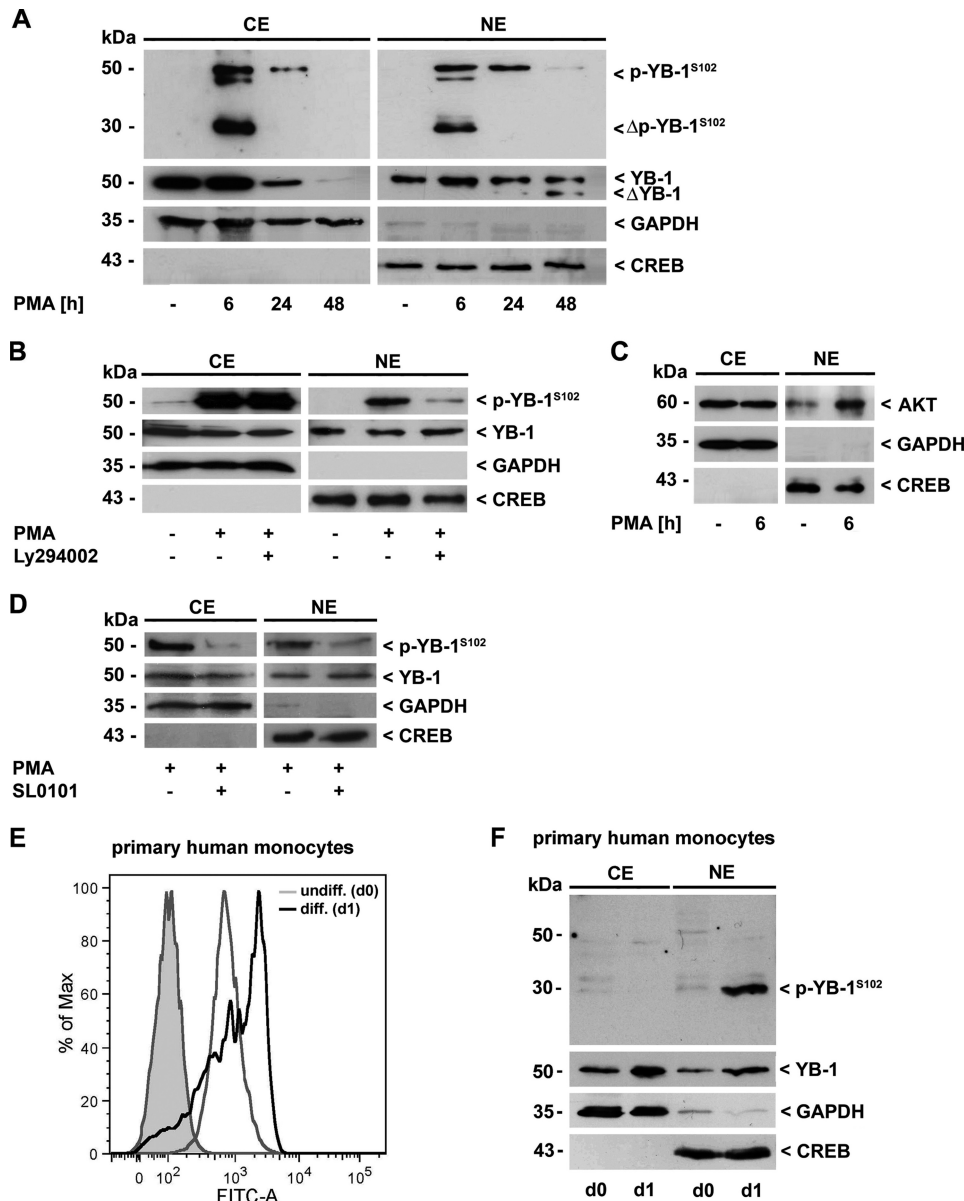 A
CE NE
kDa
50 - < p-YB-1S102
30 - < Δp-YB-1S102
50 - < YB-1
< ΔYB-1
35 - < GAPDH
43 - < CREB
PMA [h] - 6 24 48 - 6 24 48
B
CE NE
kDa
50 - < p-YB-1S102
50 - < YB-1
35 - < GAPDH
43 - < CREB
PMA - + + - + +
Ly294002 - - + - - +
C
CE NE
kDa
60 - < AKT
35 - < GAPDH
43 - < CREB
PMA [h] - 6 - 6
D
CE NE
kDa
50 - < p-YB-1S102
50 - < YB-1
35 - < GAPDH
43 - < CREB
PMA + + + +
SL0101 - + - +
E
primary human monocytes
undiff. (d0)
diff. (d1)
% of Max
100
80
60
40
20
0
0 102 103 104 105
FITC-A
F primary human monocytes
CE NE
kDa
50 -
30 - < p-YB-1S102
50 - < YB-1
35 - < GAPDH
43 - < CREB
d0 d1 d0 d1